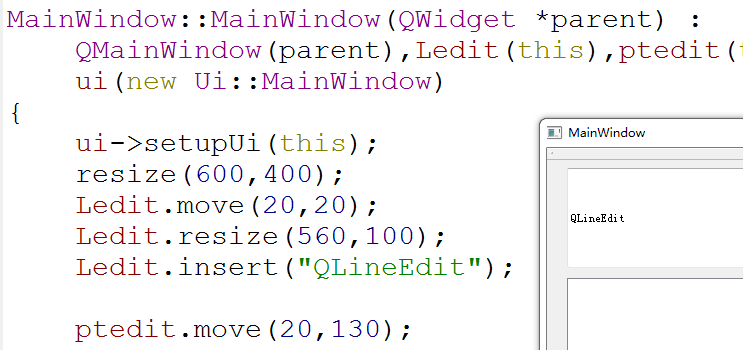 MainWindow::MainWindow(QWidget *parent) :
    QMainWindow(parent),Ledit(this),ptedit(
    ui(new Ui::MainWindow)
{
    ui->setupUi(this);
    resize(600,400);
    Ledit.move(20,20);
    Ledit.resize(560,100);
    Ledit.insert("QLineEdit");
    ptedit.move(20,130);
MainWindow
QLineEdit